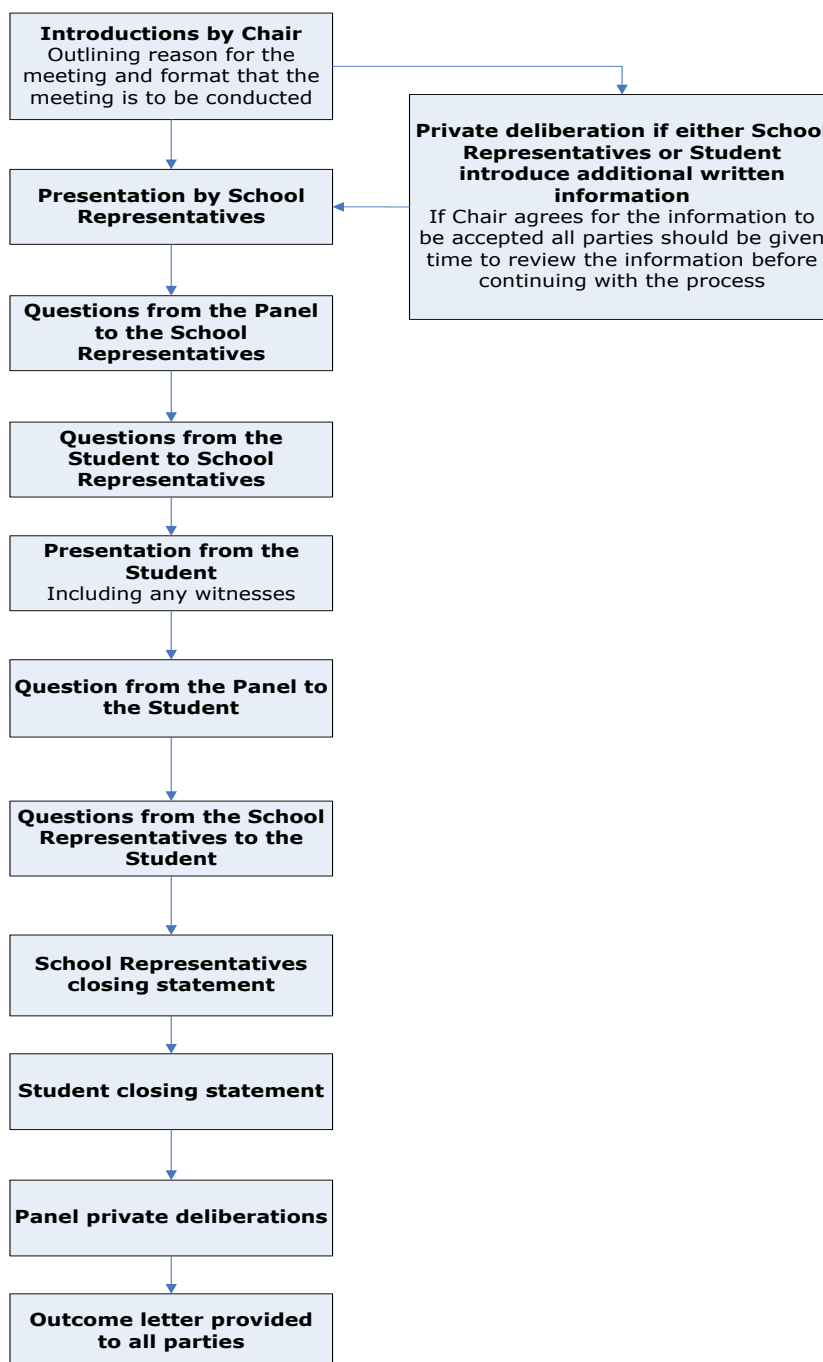 Introductions by Chair
Outlining reason for the
meeting and format that the
meeting is to be conducted
Private deliberation if either School
Representatives or Student
introduce additional written
information
If Chair agrees for the information to
be accepted all parties should be given
time to review the information before
continuing with the process
Presentation by School
Representatives
Questions from the Panel
to the School
Representatives
Questions from the
Student to School
Representatives
Presentation from the
Student
Including any witnesses
Question from the Panel to
the Student
Questions from the School
Representatives to the
Student
School Representatives
closing statement
Student closing statement
Panel private deliberations
Outcome letter provided
to all parties